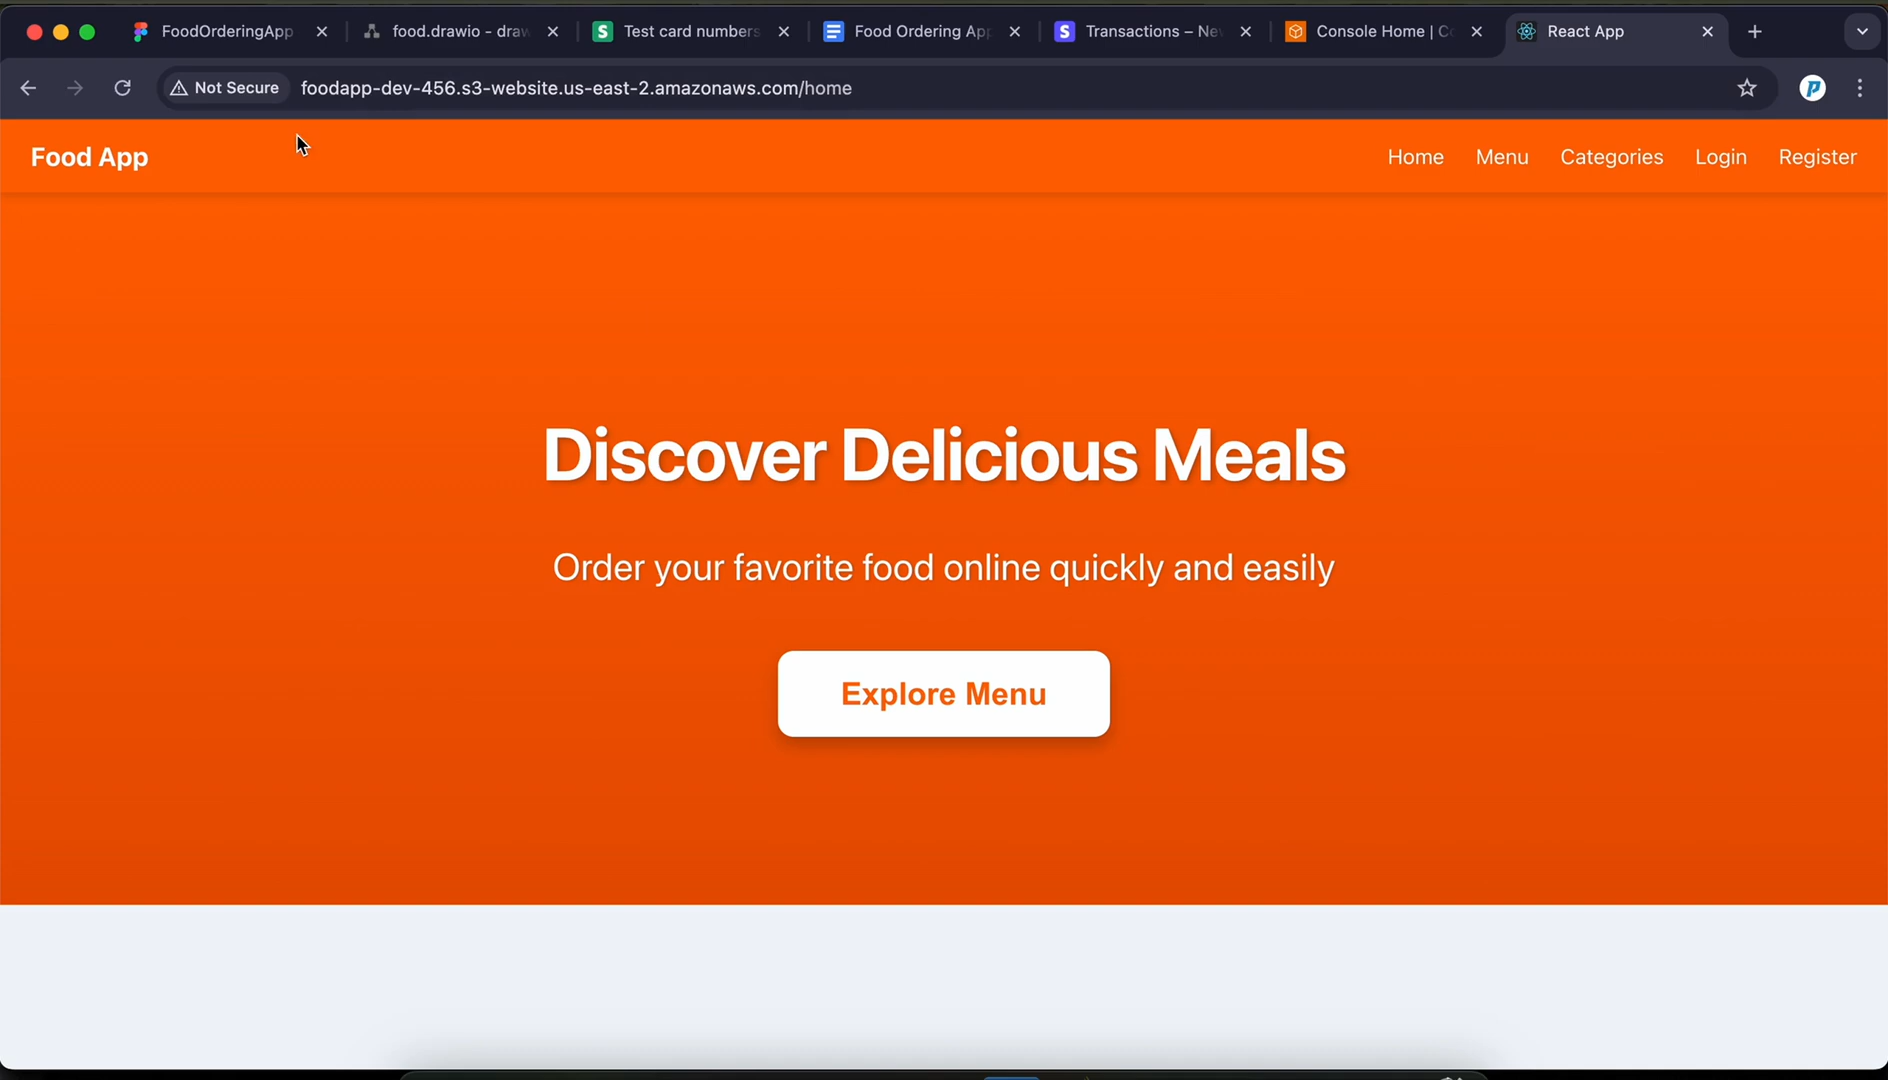 FoodOrderingApp
food.drawio - draw
Test card numbers
Food Ordering App
Transactions – Ne
Console Home | Co
React App
Not Secure
foodapp-dev-456.s3-website.us-east-2.amazonaws.com/home
Food App
Home
Menu
Categories
Login
Register
Discover Delicious Meals
Order your favorite food online quickly and easily
Explore Menu